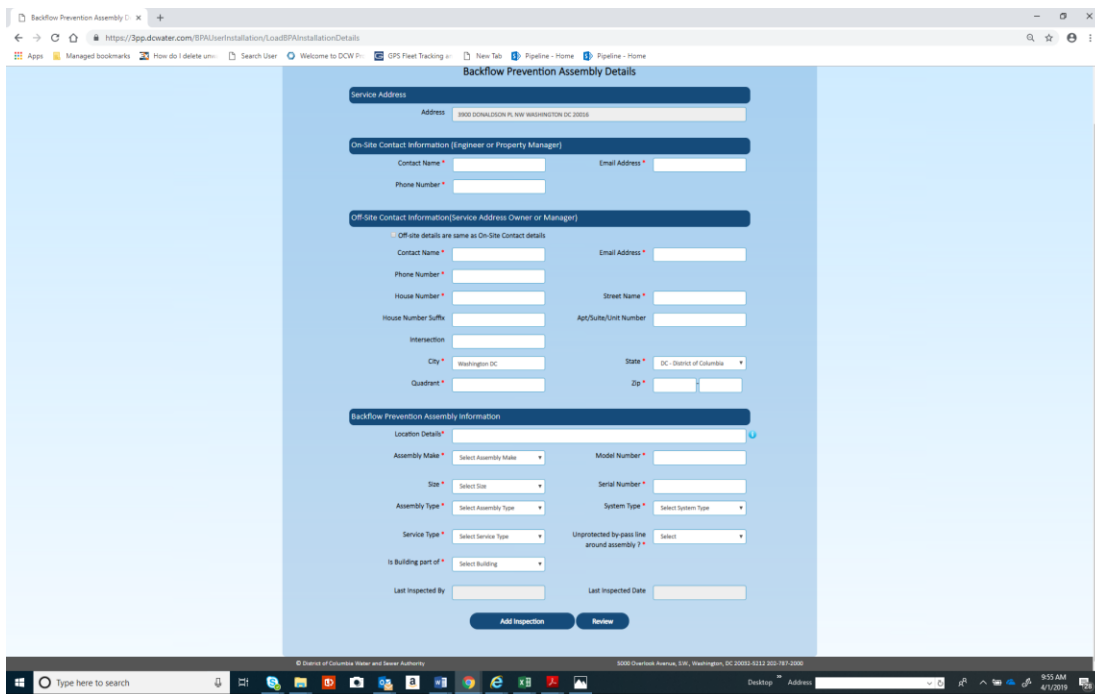 Backflow Prevention Assembly D
https://3pp.dcwater.com/BPAUserInstallation/LoadBPAInstallationDetails
Apps Managed bookmarks How do I delete unw Search User Welcome to DCW Pr GPS Fleet Tracking an New Tab Pipeline - Home Pipeline - Home
Backflow Prevention Assembly Details
Service Address
Address 3900 DONALDSON PL NW WASHINGTON DC 20016
On-Site Contact Information (Engineer or Property Manager)
Contact Name * Email Address *
Phone Number *
Off-Site Contact Information(Service Address Owner or Manager)
Off-site details are same as On-Site Contact details
Contact Name * Email Address *
Phone Number *
House Number * Street Name *
House Number Suffix Apt/Suite/Unit Number
Intersection
City * Washington DC State * DC - District of Columbia
Quadrant * Zip * -
Backflow Prevention Assembly Information
Location Details*
Assembly Make * Select Assembly Make Model Number *
Size * Select Size Serial Number *
Assembly Type * Select Assembly Type System Type * Select System Type
Service Type * Select Service Type Unprotected by-pass line around assembly ? * Select
Is Building part of * Select Building
Last Inspected By Last Inspected Date
Add Inspection Review
© District of Columbia Water and Sewer Authority 5000 Overlook Avenue, S.W., Washington, DC 20032-5212 202-787-2000
Type here to search Desktop Address 9:55 AM
4/1/2019